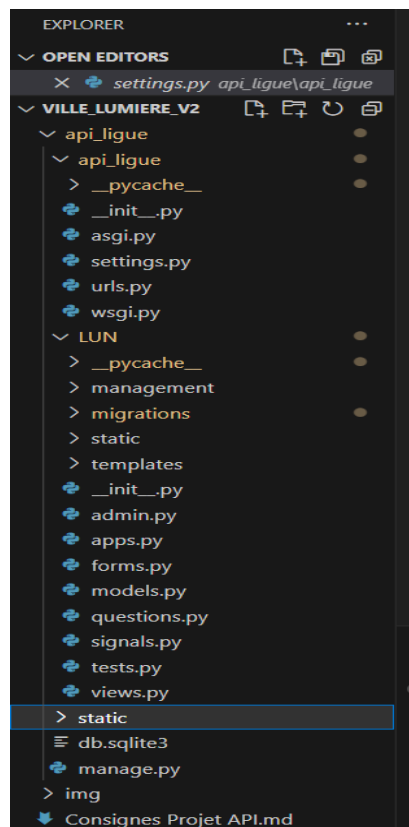 EXPLORER ...
OPEN EDITORS
settings.py api_ligue\api_ligue
VILLE_LUMIERE_V2
api_ligue
api_ligue
__pycache__
__init__.py
asgi.py
settings.py
urls.py
wsgi.py
LUN
__pycache__
management
migrations
static
templates
__init__.py
admin.py
apps.py
forms.py
models.py
questions.py
signals.py
tests.py
views.py
static
db.sqlite3
manage.py
img
Consignes Projet API.md